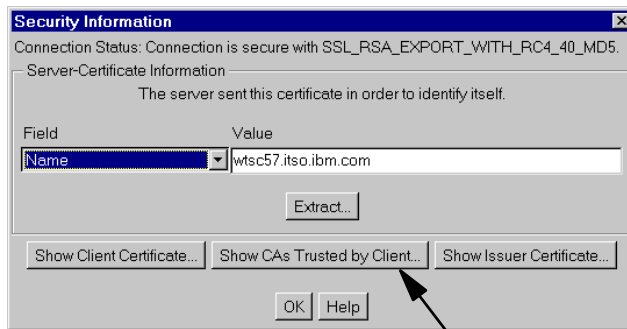 Security Information
Connection Status: Connection is secure with SSL_RSA_EXPORT_WITH_RC4_40_MD5.
Server-Certificate Information
The server sent this certificate in order to identify itself.
Field Value
Name wtsc57.itso.ibm.com
Extract...
Show Client Certificate... Show CAs Trusted by Client... Show Issuer Certificate...
OK Help